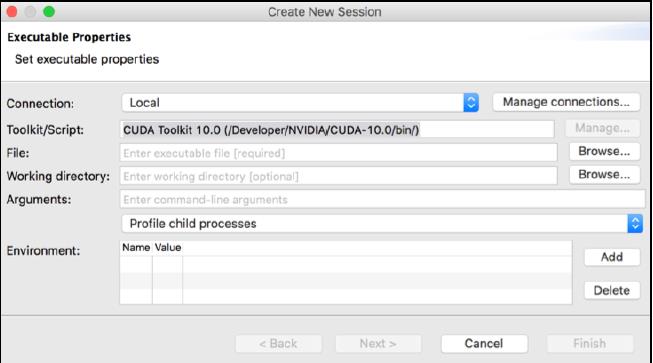 Create New Session
Executable Properties
Set executable properties
Connection: Local Manage connections...
Toolkit/Script: CUDA Toolkit 10.0 (/Developer/NVIDIA/CUDA-10.0/bin/) Manage...
File: Enter executable file [required] Browse...
Working directory: Enter working directory [optional] Browse...
Arguments: Enter command-line arguments
Profile child processes
Environment: Name Value Add
Delete
< Back Next > Cancel Finish